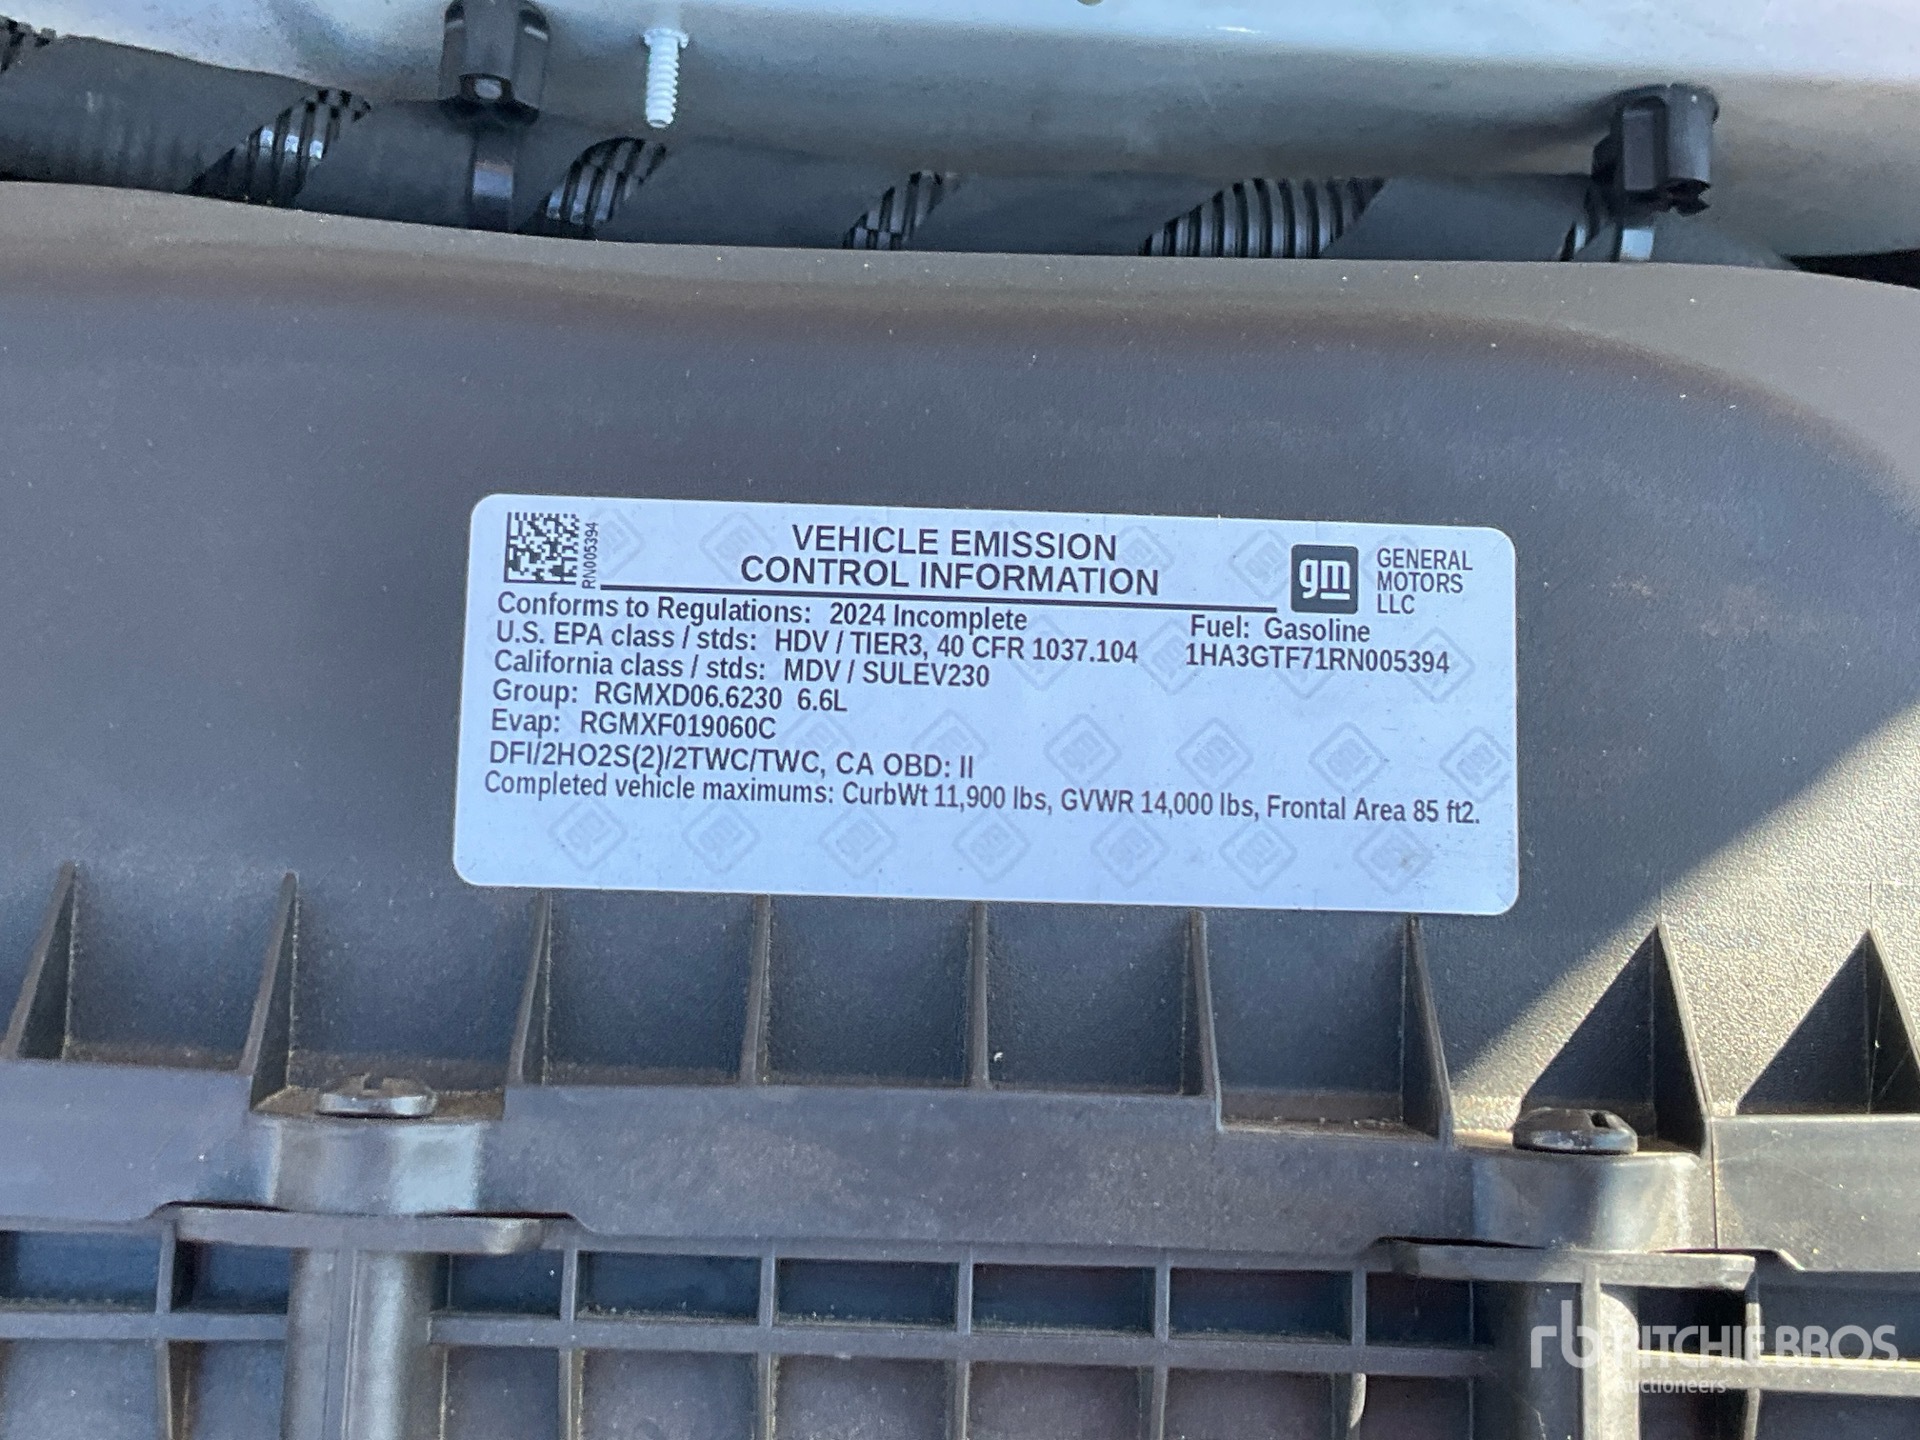 RN005394
VEHICLE EMISSION
CONTROL INFORMATION
gm
GENERAL
MOTORS
LLC
Conforms to Regulations: 2024 Incomplete
Fuel: Gasoline
U.S. EPA class / stds: HDV / TIER3, 40 CFR 1037.104
1HA3GTF71RN005394
California class / stds: MDV / SULEV230
Group: RGMXD06.6230 6.6L
Evap: RGMXF019060C
DFI/2HO2S(2)/2TWC/TWC, CA OBD: II
Completed vehicle maximums: CurbWt 11,900 lbs, GVWR 14,000 lbs, Frontal Area 85 ft2.
rb RITCHIE BROS.
Auctioneers